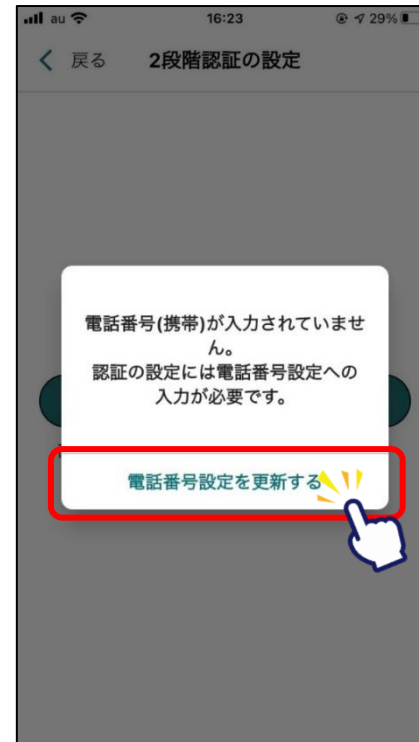 au 16:23 29%
戻る 2段階認証の設定
電話番号(携帯)が入力されていませ
ん。
認証の設定には電話番号設定への
入力が必要です。
電話番号設定を更新する